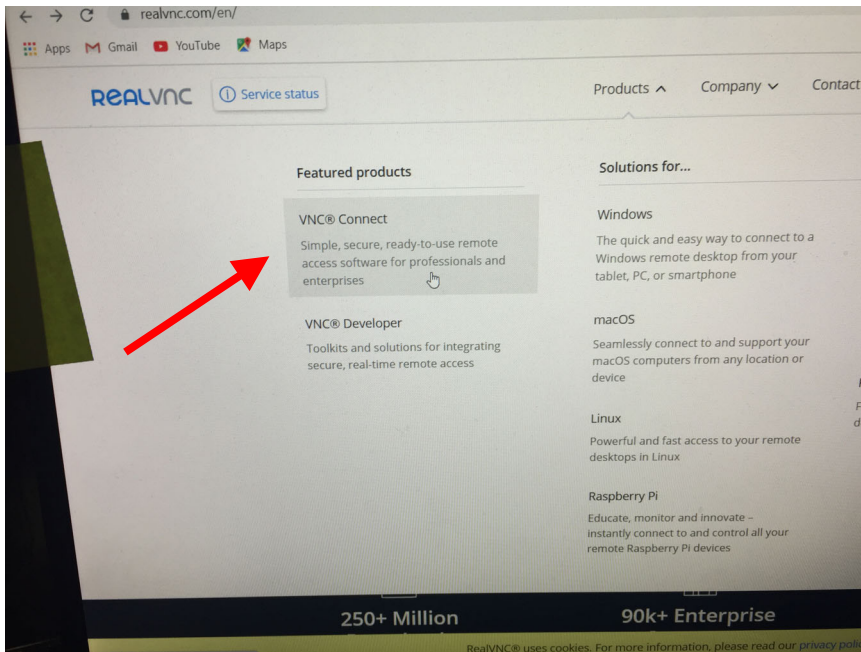 realvnc.com/en/
Apps Gmail YouTube Maps
REALVNC Service status Products Company Contact
Featured products
VNC® Connect
Simple, secure, ready-to-use remote
access software for professionals and
enterprises
VNC® Developer
Toolkits and solutions for integrating
secure, real-time remote access
Solutions for...
Windows
The quick and easy way to connect to a
Windows remote desktop from your
tablet, PC, or smartphone
macOS
Seamlessly connect to and support your
macOS computers from any location or
device
Linux
Powerful and fast access to your remote
desktops in Linux
Raspberry Pi
Educate, monitor and innovate –
instantly connect to and control all your
remote Raspberry Pi devices
250+ Million
90k+ Enterprise
RealVNC® uses cookies. For more information, please read our privacy